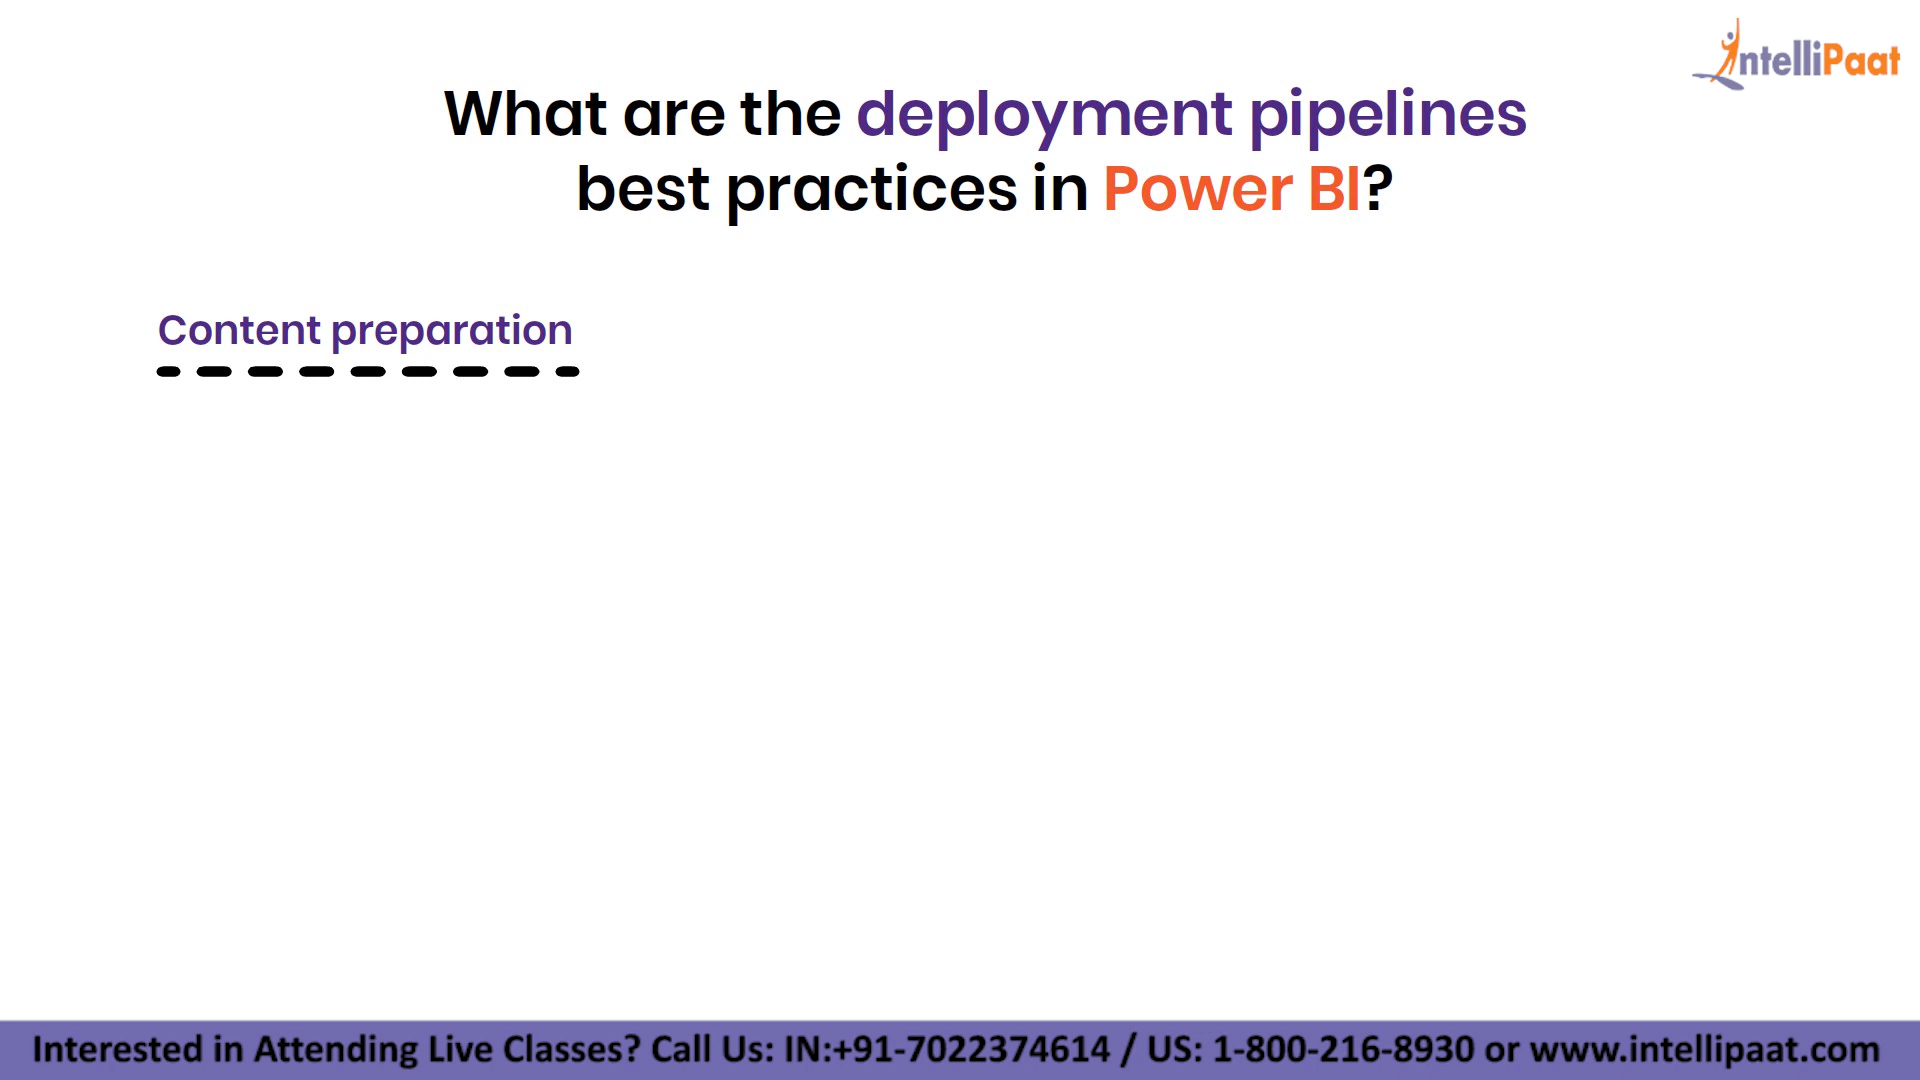 IntelliPaat
What are the deployment pipelines
best practices in Power BI?
Content preparation
Interested in Attending Live Classes? Call Us: IN:+91-7022374614 / US: 1-800-216-8930 or www.intellipaat.com